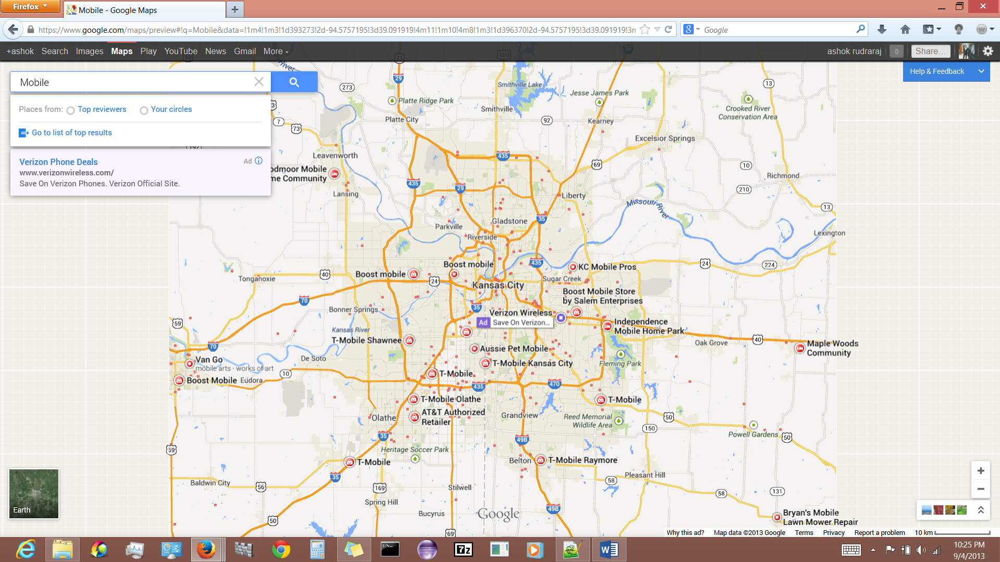 Firefox
Mobile - Google Maps
https://www.google.com/maps/preview#!q=Mobile&data=!1m4!1m3!1d393273!2d-94.5757195!3d39.091919!4m11!1m10!4m8!1m3!1d396370!2d-94.5757195!3d39.091919!3n
Google
+ashok Search Images Maps Play YouTube News Gmail More
ashok rudraraj 0 Share...
Help & Feedback
Mobile
Places from: Top reviewers Your circles
Go to list of top results
Verizon Phone Deals Ad
www.verizonwireless.com/
Save On Verizon Phones. Verizon Official Site.
River
71
169
35
29
273
13
Smithville Lake
Jesse James Park
Platte Ridge Park
Crooked River
Conservation Area
Smithville
Platte City
92
Kearney
7
73
Excelsior Springs
192
Leavenworth
435
69
10
odmoor Mobile
me Community
Richmond
435
29
210
Lansing
Liberty
Missouri River
13
35
Gladstone
Parkville
Riverside
Lexington
Boost mobile
435
24
224
KC Mobile Pros
Boost mobile
40
Tonganoxie
24
Sugar Creek
Kansas City
Boost Mobile Store
by Salem Enterprises
70
35
Bonner Springs
Verizon Wireless
Ad Save On Verizon...
59
Independence
Mobile Home Park
Kansas River
T-Mobile Shawnee
40
Oak Grove
Maple Woods
Community
70
Aussie Pet Mobile
Van Go
mobile arts · works of art
De Soto
T-Mobile Kansas City
Fleming Park
10
T-Mobile
Boost Mobile Eudora
435
470
T-Mobile Olathe
T-Mobile
AT&T Authorized
Retailer
Olathe
Grandview
Reed Memorial
Wildlife Area
50
150
Powell Gardens
50
35
49B
59
Heritage Soccer Park
T-Mobile
Belton
T-Mobile Raymore
35
Pleasant Hill
58
Baldwin City
56
169
Stilwell
58
131
Spring Hill
49B
Bucyrus
Google
50
69
Bryan's Mobile
Lawn Mower Repair
Earth
Why this ad? Map data ©2013 Google Terms Privacy Report a problem 10 km
7z
10:25 PM
9/4/2013